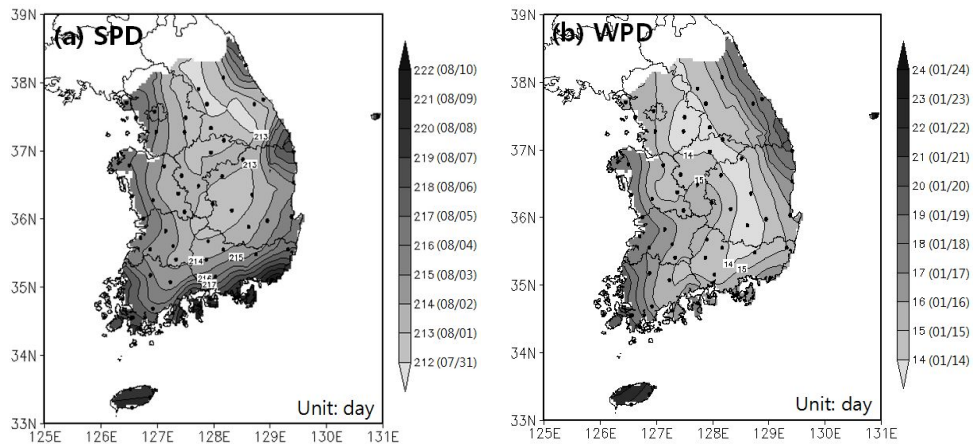 (a) SPD
39N
38N
37N
36N
35N
34N
33N
125E
126E
127E
128E
129E
130E
131E
213
213
214
215
216
217
Unit: day
222 (08/10)
221 (08/09)
220 (08/08)
219 (08/07)
218 (08/06)
217 (08/05)
216 (08/04)
215 (08/03)
214 (08/02)
213 (08/01)
212 (07/31)
(b) WPD
39N
38N
37N
36N
35N
34N
33N
125E
126E
127E
128E
129E
130E
131E
14
15
14
15
Unit: day
24 (01/24)
23 (01/23)
22 (01/22)
21 (01/21)
20 (01/20)
19 (01/19)
18 (01/18)
17 (01/17)
16 (01/16)
15 (01/15)
14 (01/14)